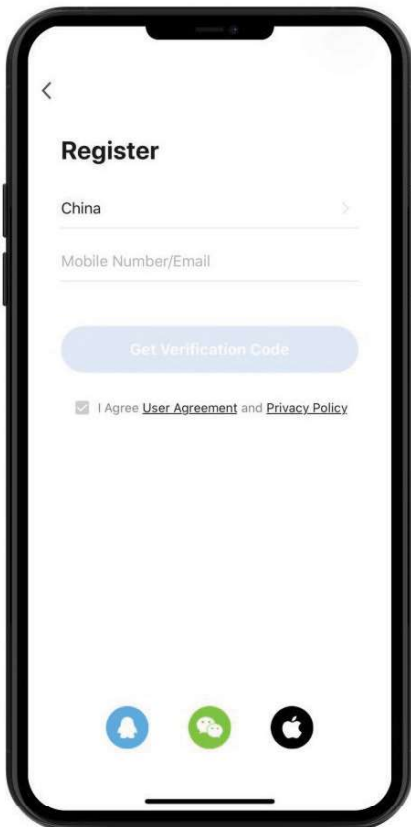 Register
China
Mobile Number/Email
Get Verification Code
I Agree User Agreement and Privacy Policy